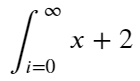 ∫_{i=0}^{∞} x + 2